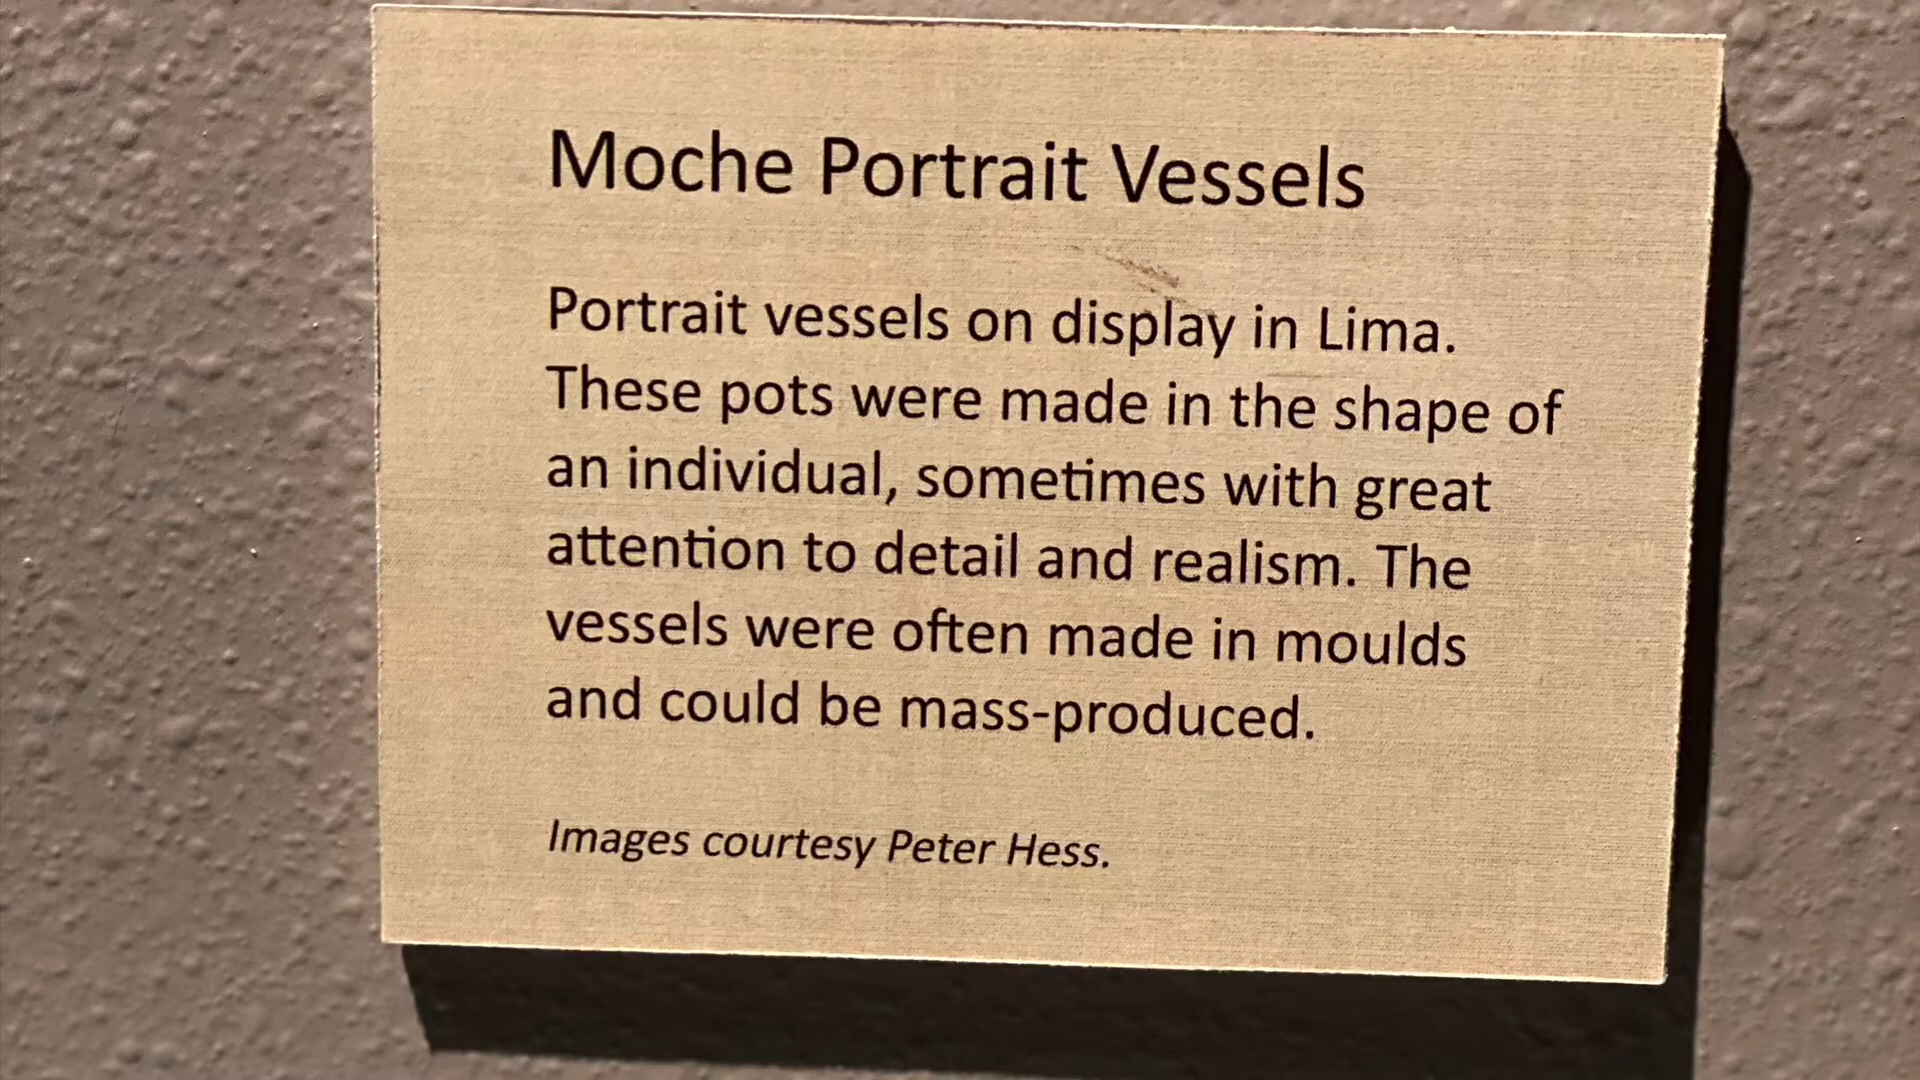 Moche Portrait Vessels
Portrait vessels on display in Lima.
These pots were made in the shape of
an individual, sometimes with great
attention to detail and realism. The
vessels were often made in moulds
and could be mass-produced.
Images courtesy Peter Hess.